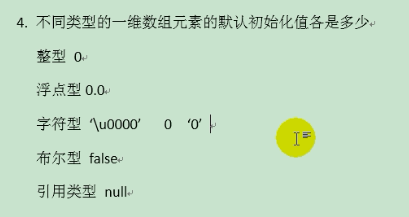 4. 不同类型的一维数组元素的默认初始化值各是多少
整型 0
浮点型 0.0
字符型 ‘\u0000’ 0 ‘0’
布尔型 false
引用类型 null